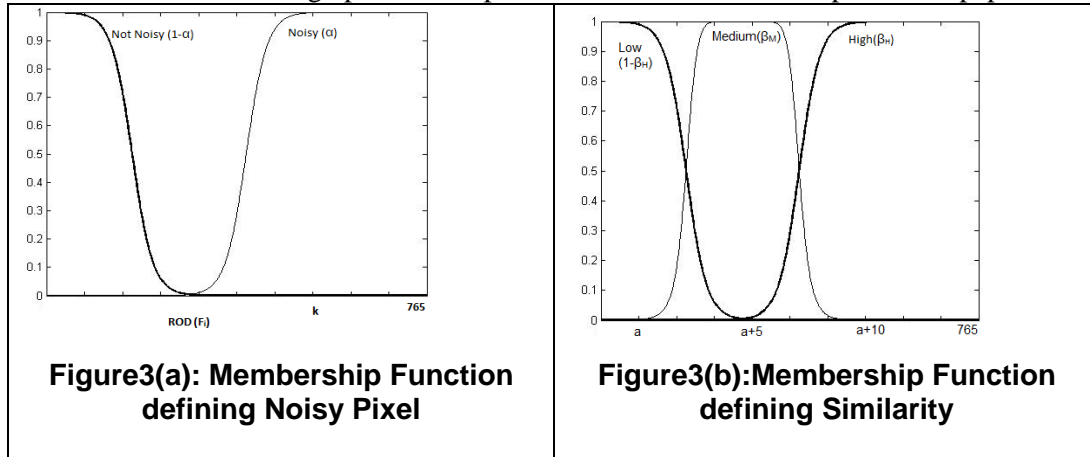 1
0.9
0.8
0.7
0.6
0.5
0.4
0.3
0.2
0.1
0
Not Noisy (1-α)
Noisy (α)
ROD (Fᵢ)
k
765
Figure3(a): Membership Function
defining Noisy Pixel
1
0.9
0.8
0.7
0.6
0.5
0.4
0.3
0.2
0.1
0
Low
(1-βH)
Medium(βM)
High(βH)
a
a+5
a+10
765
Figure3(b):Membership Function
defining Similarity